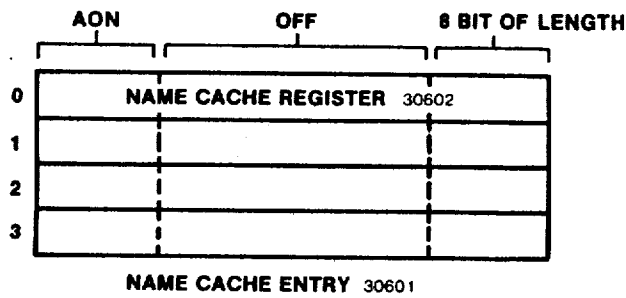 AON OFF 8 BIT OF LENGTH
0 NAME CACHE REGISTER 30602
1
2
3
NAME CACHE ENTRY 30601